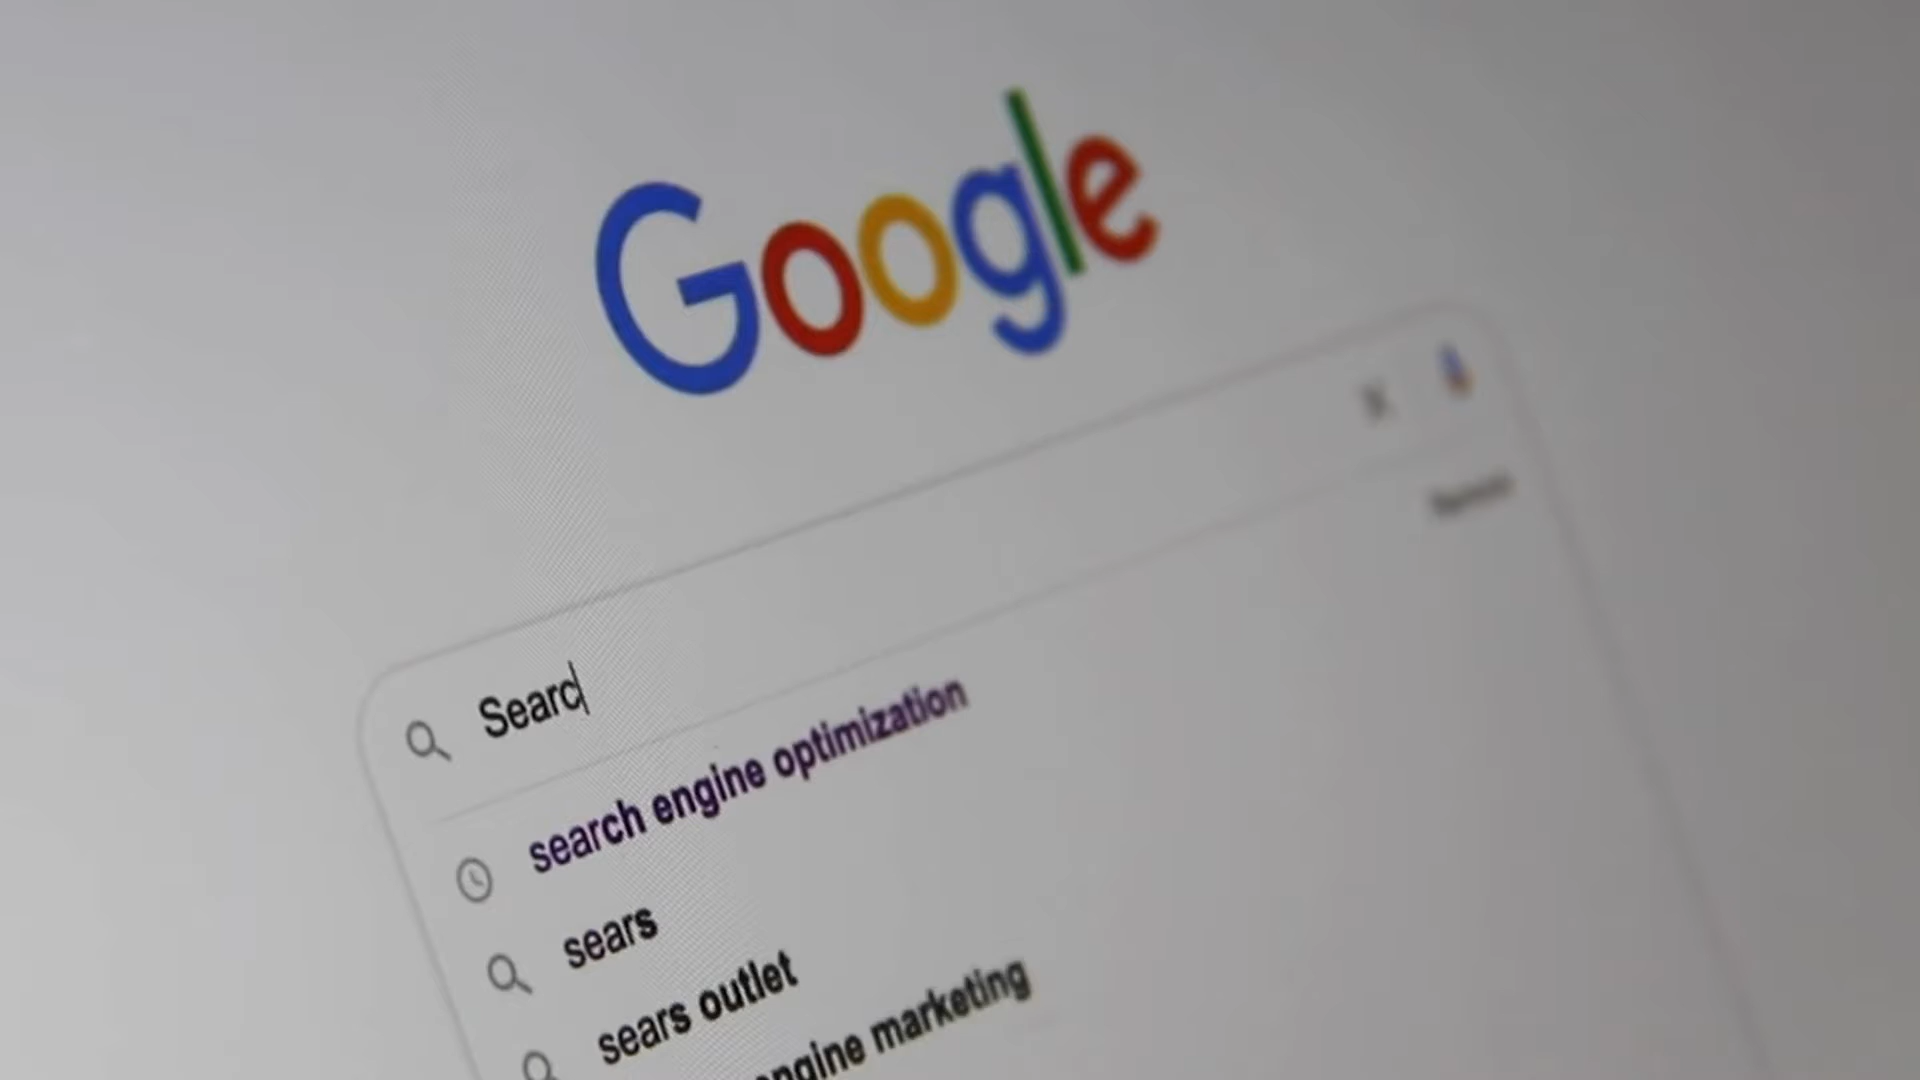 Google
Searc
search engine optimization
sears
sears outlet
engine marketing